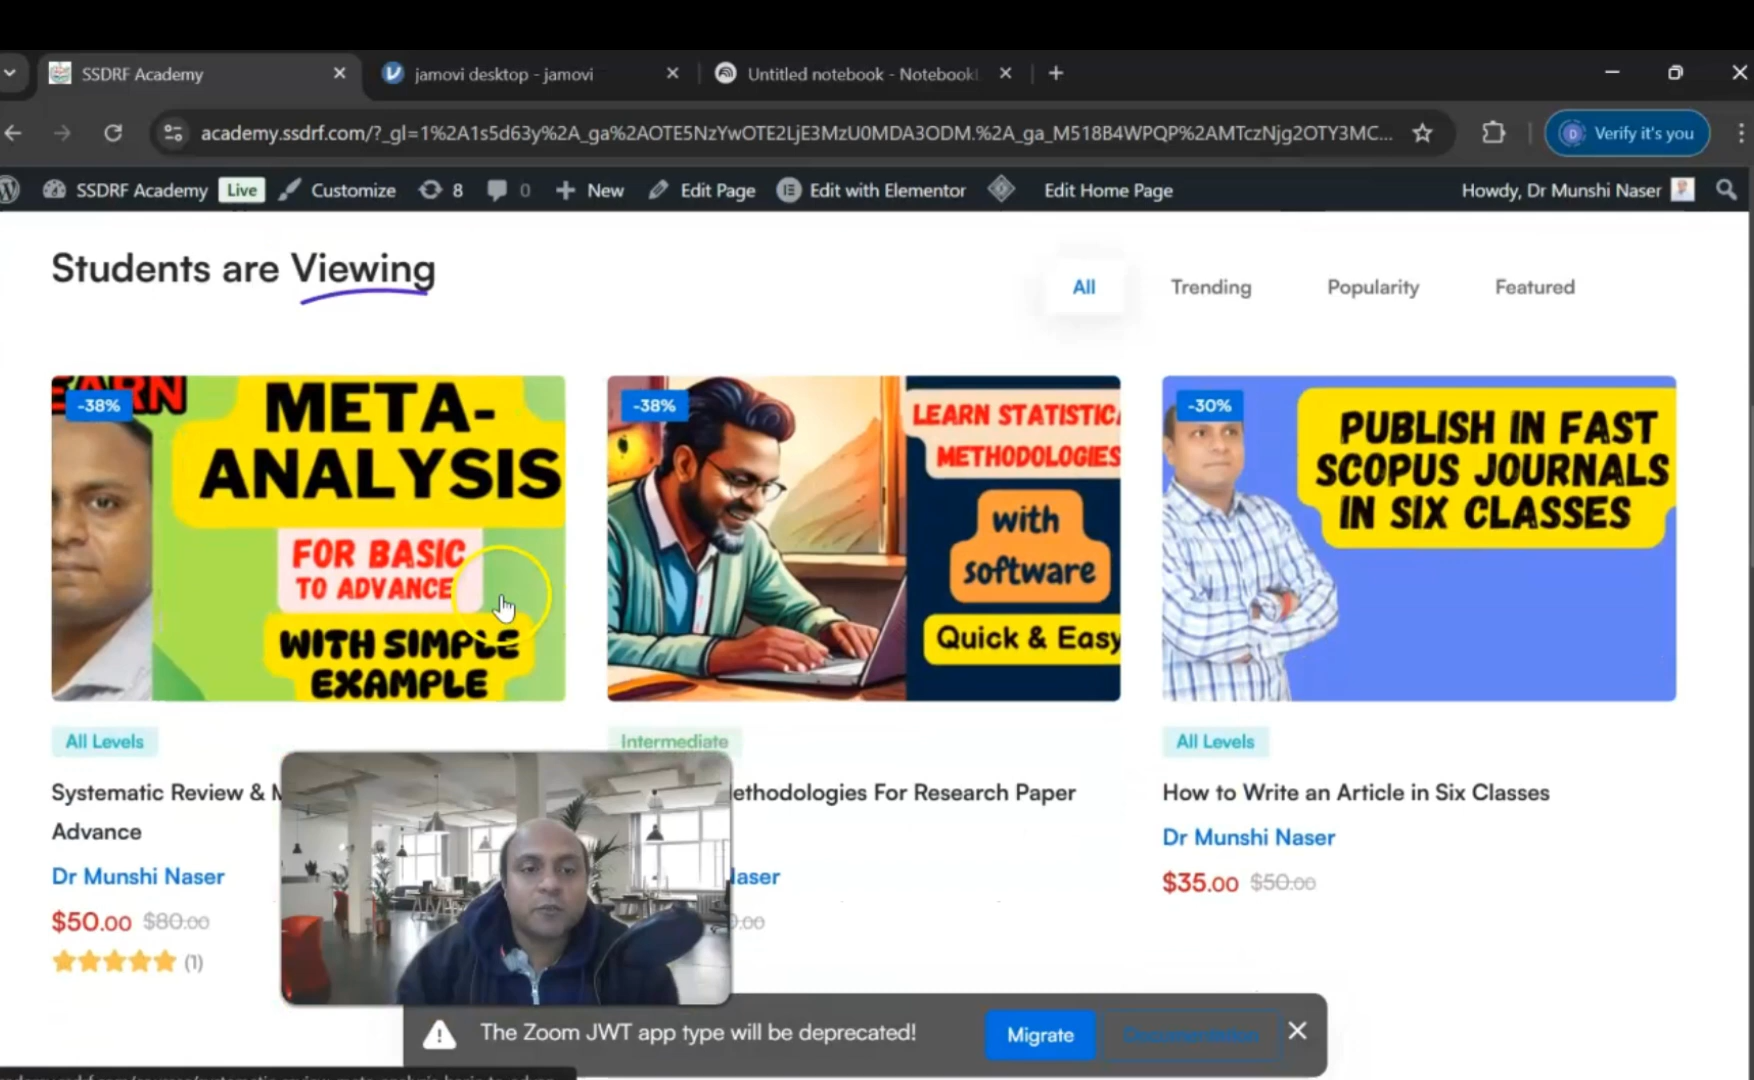 SSDRF Academy
jamovi desktop - jamovi
Untitled notebook - Notebook
academy.ssdrf.com/?_gl=1%2A1s5d63y%2A_ga%2AOTE5NzYwOTE2LjE3MzU0MDA3ODM.%2A_ga_M518B4WPQP%2AMTczNjg2OTY3MC...
Verify it's you
SSDRF Academy
Live
Customize
8
0
New
Edit Page
Edit with Elementor
Edit Home Page
Howdy, Dr Munshi Naser
Students are Viewing
All
Trending
Popularity
Featured
-38%
META-
ANALYSIS
FOR BASIC
TO ADVANCE
WITH SIMPLE
EXAMPLE
-38%
LEARN STATISTICA
METHODOLOGIES
with
software
Quick & Easy
-30%
PUBLISH IN FAST
SCOPUS JOURNALS
IN SIX CLASSES
All Levels
Systematic Review & M
Advance
Dr Munshi Naser
$50.00 $80.00
(1)
Intermediate
ethodologies For Research Paper
Naser
All Levels
How to Write an Article in Six Classes
Dr Munshi Naser
$35.00 $50.00
The Zoom JWT app type will be deprecated!
Migrate
Documentation